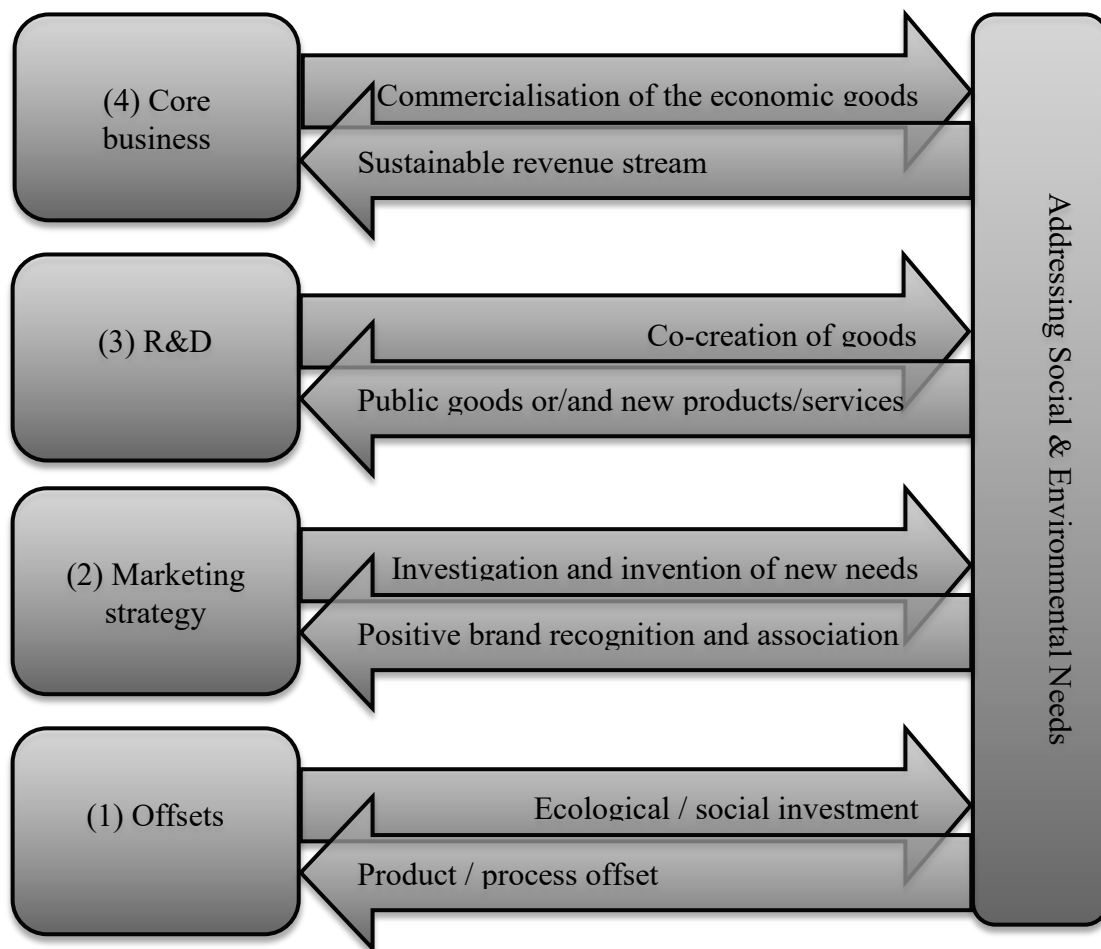 (4) Core
business
Commercialisation of the economic goods
Sustainable revenue stream
(3) R&D
Co-creation of goods
Public goods or/and new products/services
(2) Marketing
strategy
Investigation and invention of new needs
Positive brand recognition and association
(1) Offsets
Ecological / social investment
Product / process offset
Addressing Social & Environmental Needs